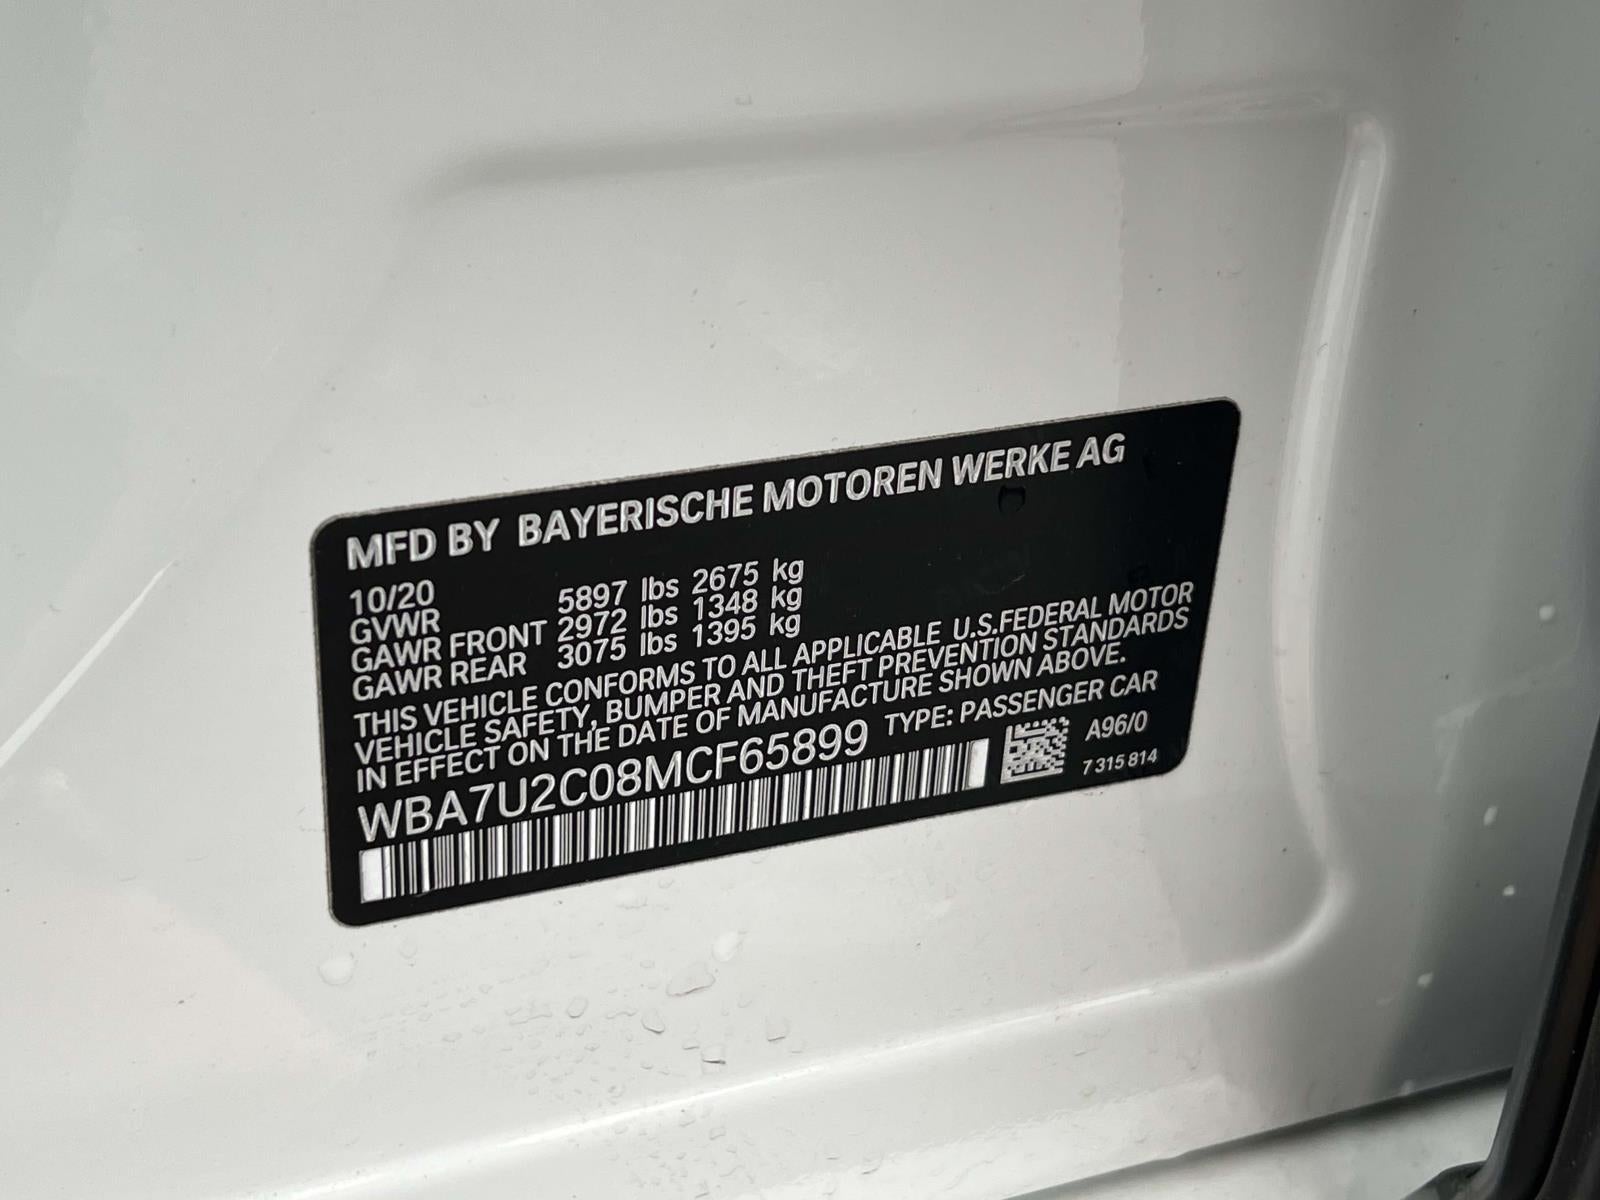 MFD BY BAYERISCHE MOTOREN WERKE AG
10/20
GVWR 5897 lbs 2675 kg
GAWR FRONT 2972 lbs 1348 kg
GAWR REAR 3075 lbs 1395 kg
THIS VEHICLE CONFORMS TO ALL APPLICABLE U.S.FEDERAL MOTOR
VEHICLE SAFETY, BUMPER AND THEFT PREVENTION STANDARDS
IN EFFECT ON THE DATE OF MANUFACTURE SHOWN ABOVE.
WBA7U2C08MCF65899 TYPE: PASSENGER CAR
A96/0
7 315 814